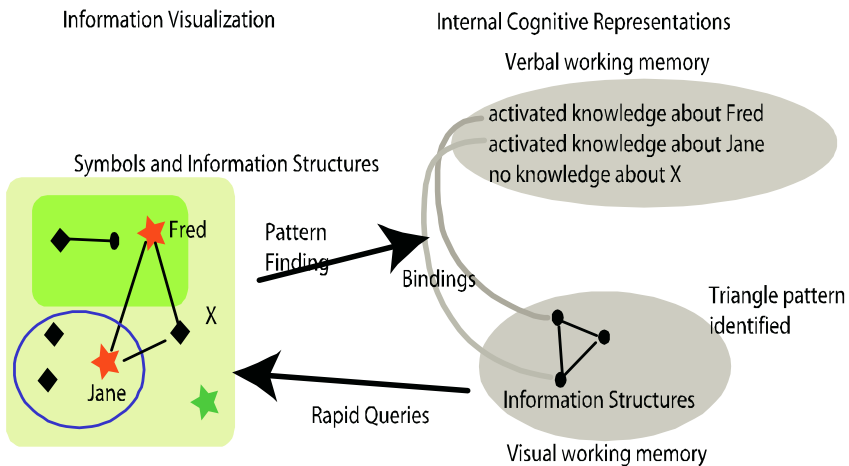 Information Visualization
Internal Cognitive Representations
Verbal working memory
activated knowledge about Fred
activated knowledge about Jane
no knowledge about X
Symbols and Information Structures
Fred
X
Jane
Pattern
Finding
Bindings
Rapid Queries
Triangle pattern
identified
Information Structures
Visual working memory